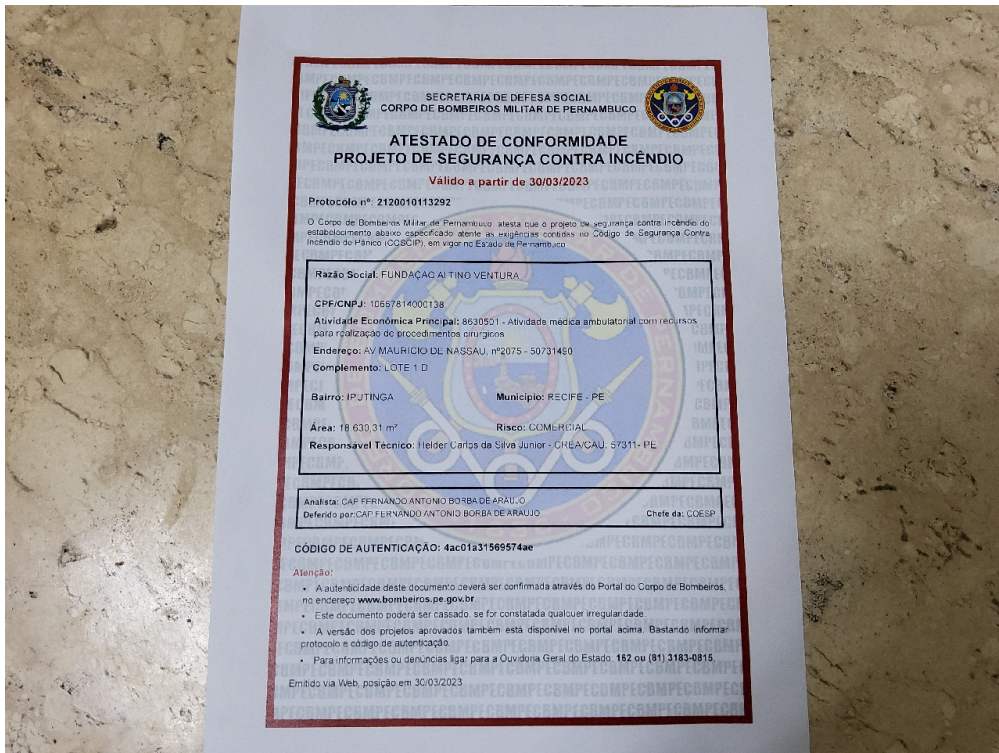 SECRETARIA DE DEFESA SOCIAL
CORPO DE BOMBEIROS MILITAR DE PERNAMBUCO
ATESTADO DE CONFORMIDADE
PROJETO DE SEGURANÇA CONTRA INCÊNDIO
Válido a partir de 30/03/2023
Protocolo nº: 2120010113292
O Corpo de Bombeiros Militar de Pernambuco, atesta que o projeto de segurança contra incêndio do
estabelecimento abaixo especificado atente as exigências contidas no Código de Segurança Contra
Incêndio de Pânico (CCSCIP), em vigor no Estado de Pernambuco
Razão Social: FUNDAÇAO ALTINO VENTURA
CPF/CNPJ: 10667814000138
Atividade Econômica Principal: 8630501 - Atividade médica ambulatorial com recursos
para realização de procedimentos cirúrgicos
Endereço: AV MAURICIO DE NASSAU, nº2075 - 50731490
Complemento: LOTE 1 D
Bairro: IPUTINGA Município: RECIFE - PE
Área: 18.630,31 m² Risco: COMERCIAL
Responsável Técnico: Helder Carlos da Silva Junior - CREA/CAU: 57311- PE
Analista: CAP FERNANDO ANTONIO BORBA DE ARAUJO
Deferido por:CAP FERNANDO ANTONIO BORBA DE ARAUJO Chefe da: COESP
CÓDIGO DE AUTENTICAÇÃO: 4ac01a31569574ae
Atenção:
• A autenticidade deste documento deverá ser confirmada através do Portal do Corpo de Bombeiros,
no endereço www.bombeiros.pe.gov.br
• Este documento poderá ser cassado, se for constatada qualquer irregularidade
• A versão dos projetos aprovados também está disponível no portal acima. Bastando informar
protocolo e código de autenticação.
• Para informações ou denúncias ligar para a Ouvidoria Geral do Estado, 162 ou (81) 3183-0815.
Emitido via Web, posição em 30/03/2023